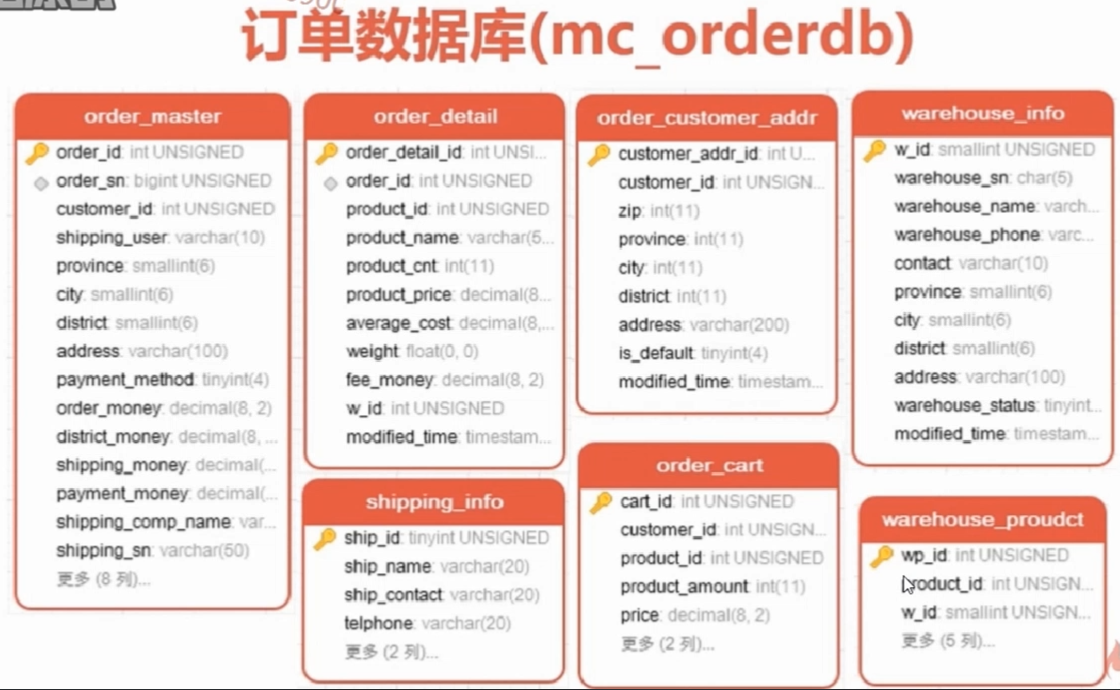 订单数据库(mc_orderdb)
order_master
order_id: int UNSIGNED
order_sn: bigint UNSIGNED
customer_id: int UNSIGNED
shipping_user: varchar(10)
province: smallint(6)
city: smallint(6)
district: smallint(6)
address: varchar(100)
payment_method: tinyint(4)
order_money: decimal(8, 2)
district_money: decimal(8, ...
shipping_money: decimal(...
payment_money: decimal(...
shipping_comp_name: var...
shipping_sn: varchar(50)
更多 (8 列)...
order_detail
order_detail_id: int UNSI...
order_id: int UNSIGNED
product_id: int UNSIGNED
product_name: varchar(5...
product_cnt: int(11)
product_price: decimal(8...
average_cost: decimal(8,...
weight: float(0, 0)
fee_money: decimal(8, 2)
w_id: int UNSIGNED
modified_time: timestam...
shipping_info
ship_id: tinyint UNSIGNED
ship_name: varchar(20)
ship_contact: varchar(20)
telphone: varchar(20)
更多 (2 列)...
order_customer_addr
customer_addr_id: int U...
customer_id: int UNSIGN...
zip: int(11)
province: int(11)
city: int(11)
district: int(11)
address: varchar(200)
is_default: tinyint(4)
modified_time: timestam...
order_cart
cart_id: int UNSIGNED
customer_id: int UNSIGN...
product_id: int UNSIGNED
product_amount: int(11)
price: decimal(8, 2)
更多 (2 列)...
warehouse_info
w_id: smallint UNSIGNED
warehouse_sn: char(5)
warehouse_name: varch...
warehouse_phone: varc...
contact: varchar(10)
province: smallint(6)
city: smallint(6)
district: smallint(6)
address: varchar(100)
warehouse_status: tinyint...
modified_time: timestam...
warehouse_proudct
wp_id: int UNSIGNED
product_id: int UNSIGN...
w_id: smallint UNSIGN...
更多 (5 列)...